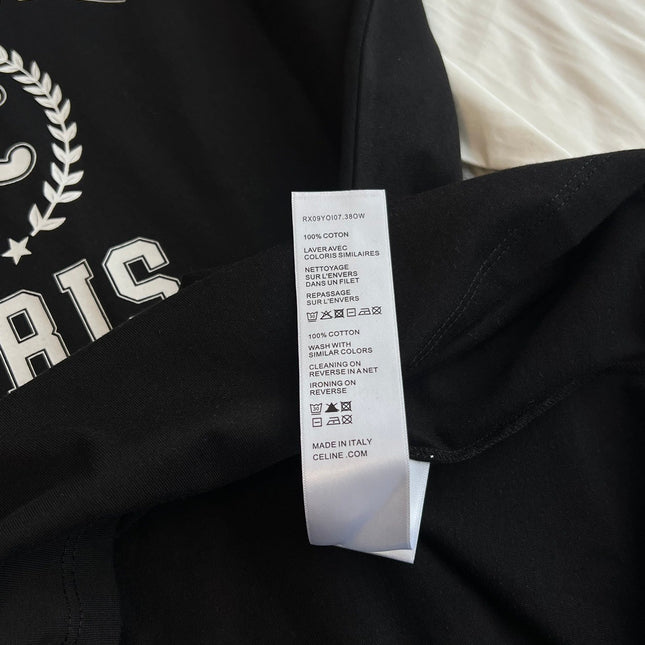 RIS
RX09YOI07.38OW
100% COTON
LAVER AVEC
COLORIS SIMILAIRES
NETTOYAGE
SUR L'ENVERS
DANS UN FILET
REPASSAGE
SUR L'ENVERS
100% COTTON
WASH WITH
SIMILAR COLORS
CLEANING ON
REVERSE IN A NET
IRONING ON
REVERSE
30
MADE IN ITALY
CELINE .COM